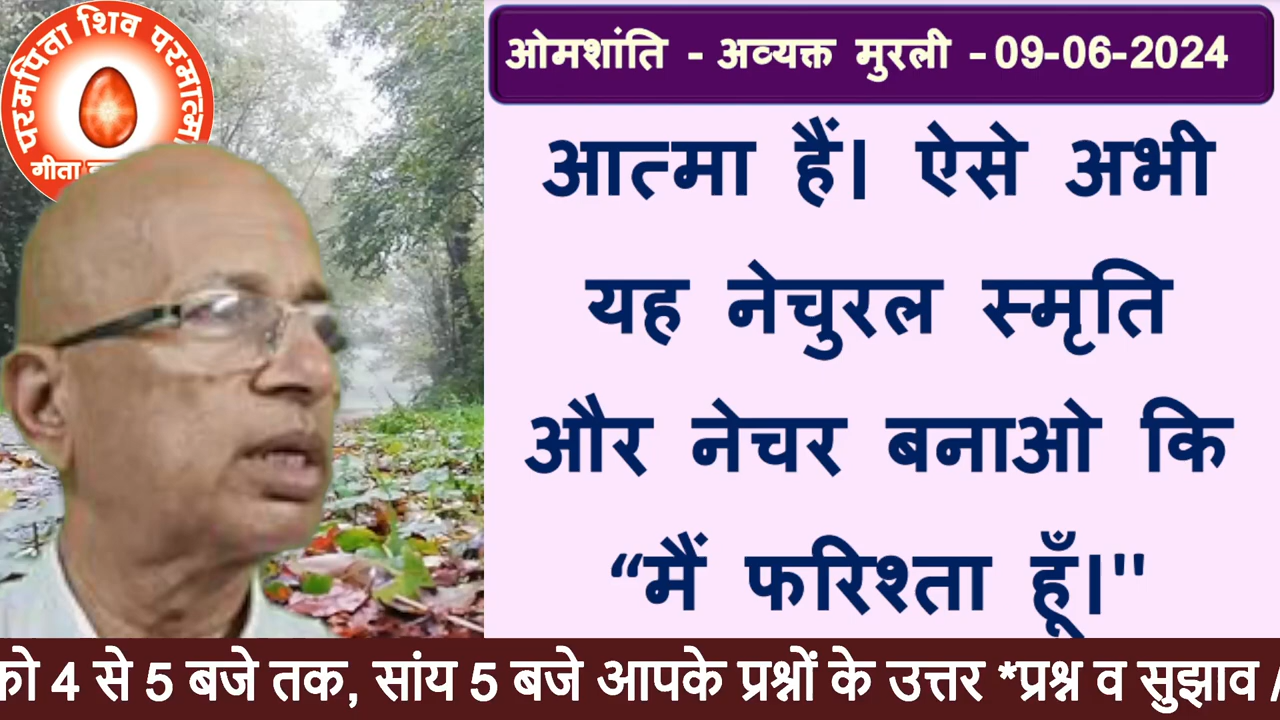 परमपिता शिव परमात्मा
गीता
ओमशांति - अव्यक्त मुरली - 09-06-2024
आत्मा हैं। ऐसे अभी
यह नेचुरल स्मृति
और नेचर बनाओ कि
“मैं फरिश्ता हूँ।"
को 4 से 5 बजे तक, सांय 5 बजे आपके प्रश्नों के उत्तर *प्रश्न व सुझाव /